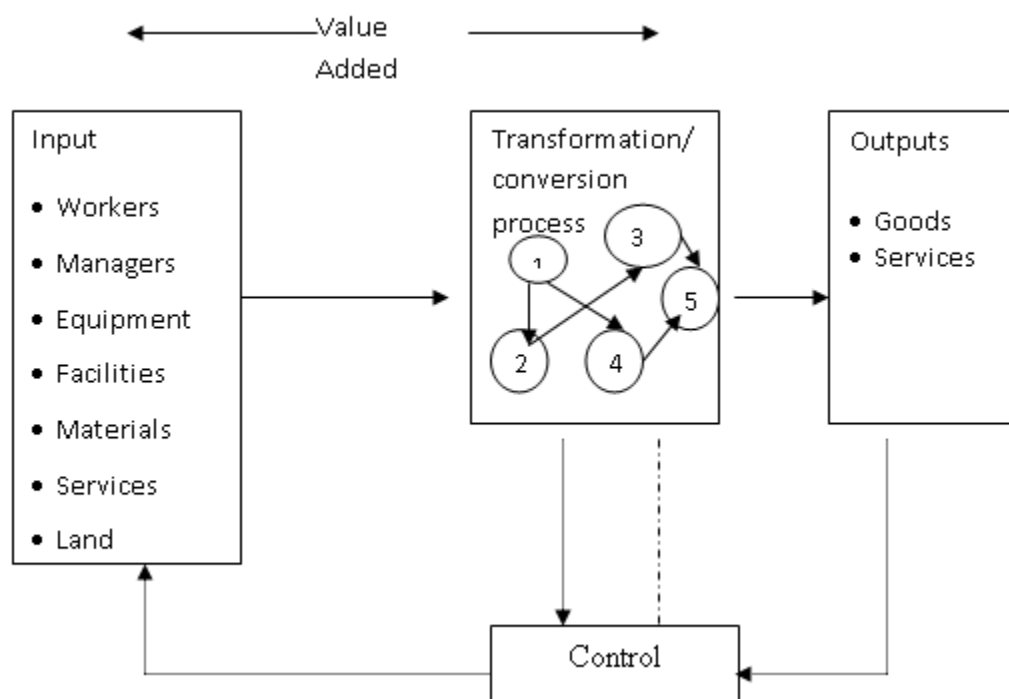 Value
Added
Input
• Workers
• Managers
• Equipment
• Facilities
• Materials
• Services
• Land
Transformation/
conversion
process
1
2
3
4
5
Outputs
• Goods
• Services
Control